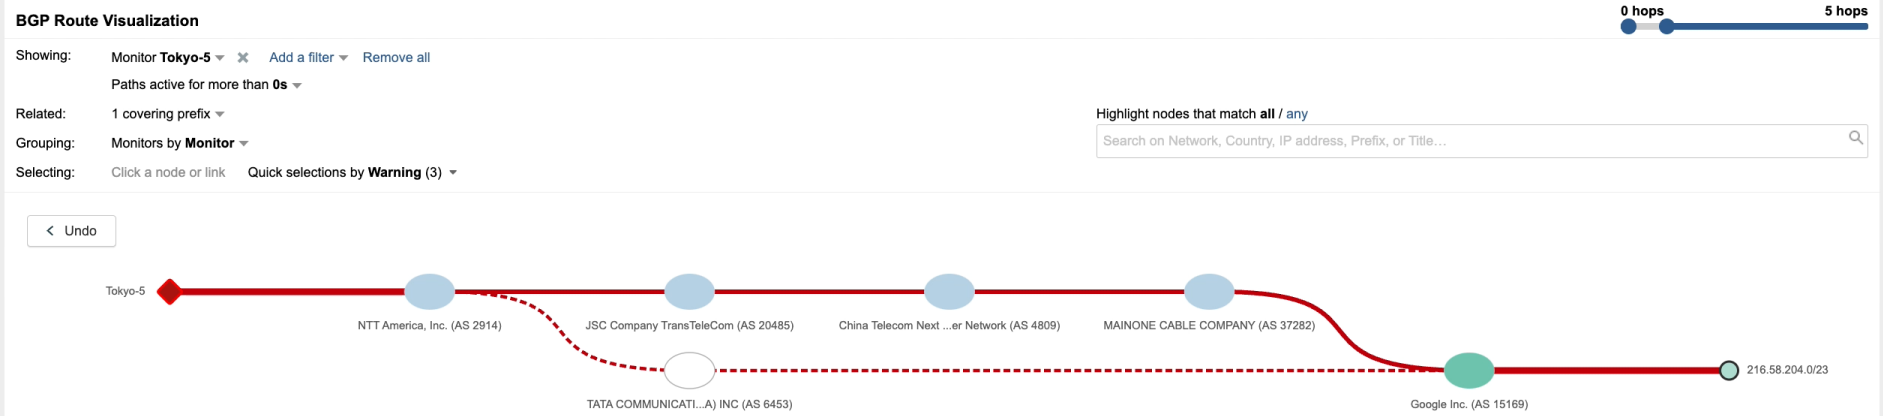 BGP Route Visualization
0 hops 5 hops
Showing: Monitor Tokyo-5 Add a filter Remove all
Paths active for more than 0s
Related: 1 covering prefix
Highlight nodes that match all / any
Grouping: Monitors by Monitor
Search on Network, Country, IP address, Prefix, or Title...
Selecting: Click a node or link Quick selections by Warning (3)
Undo
Tokyo-5
NTT America, Inc. (AS 2914) JSC Company TransTeleCom (AS 20485) China Telecom Next ...er Network (AS 4809) MAINONE CABLE COMPANY (AS 37282)
216.58.204.0/23
TATA COMMUNICATI...A) INC (AS 6453) Google Inc. (AS 15169)